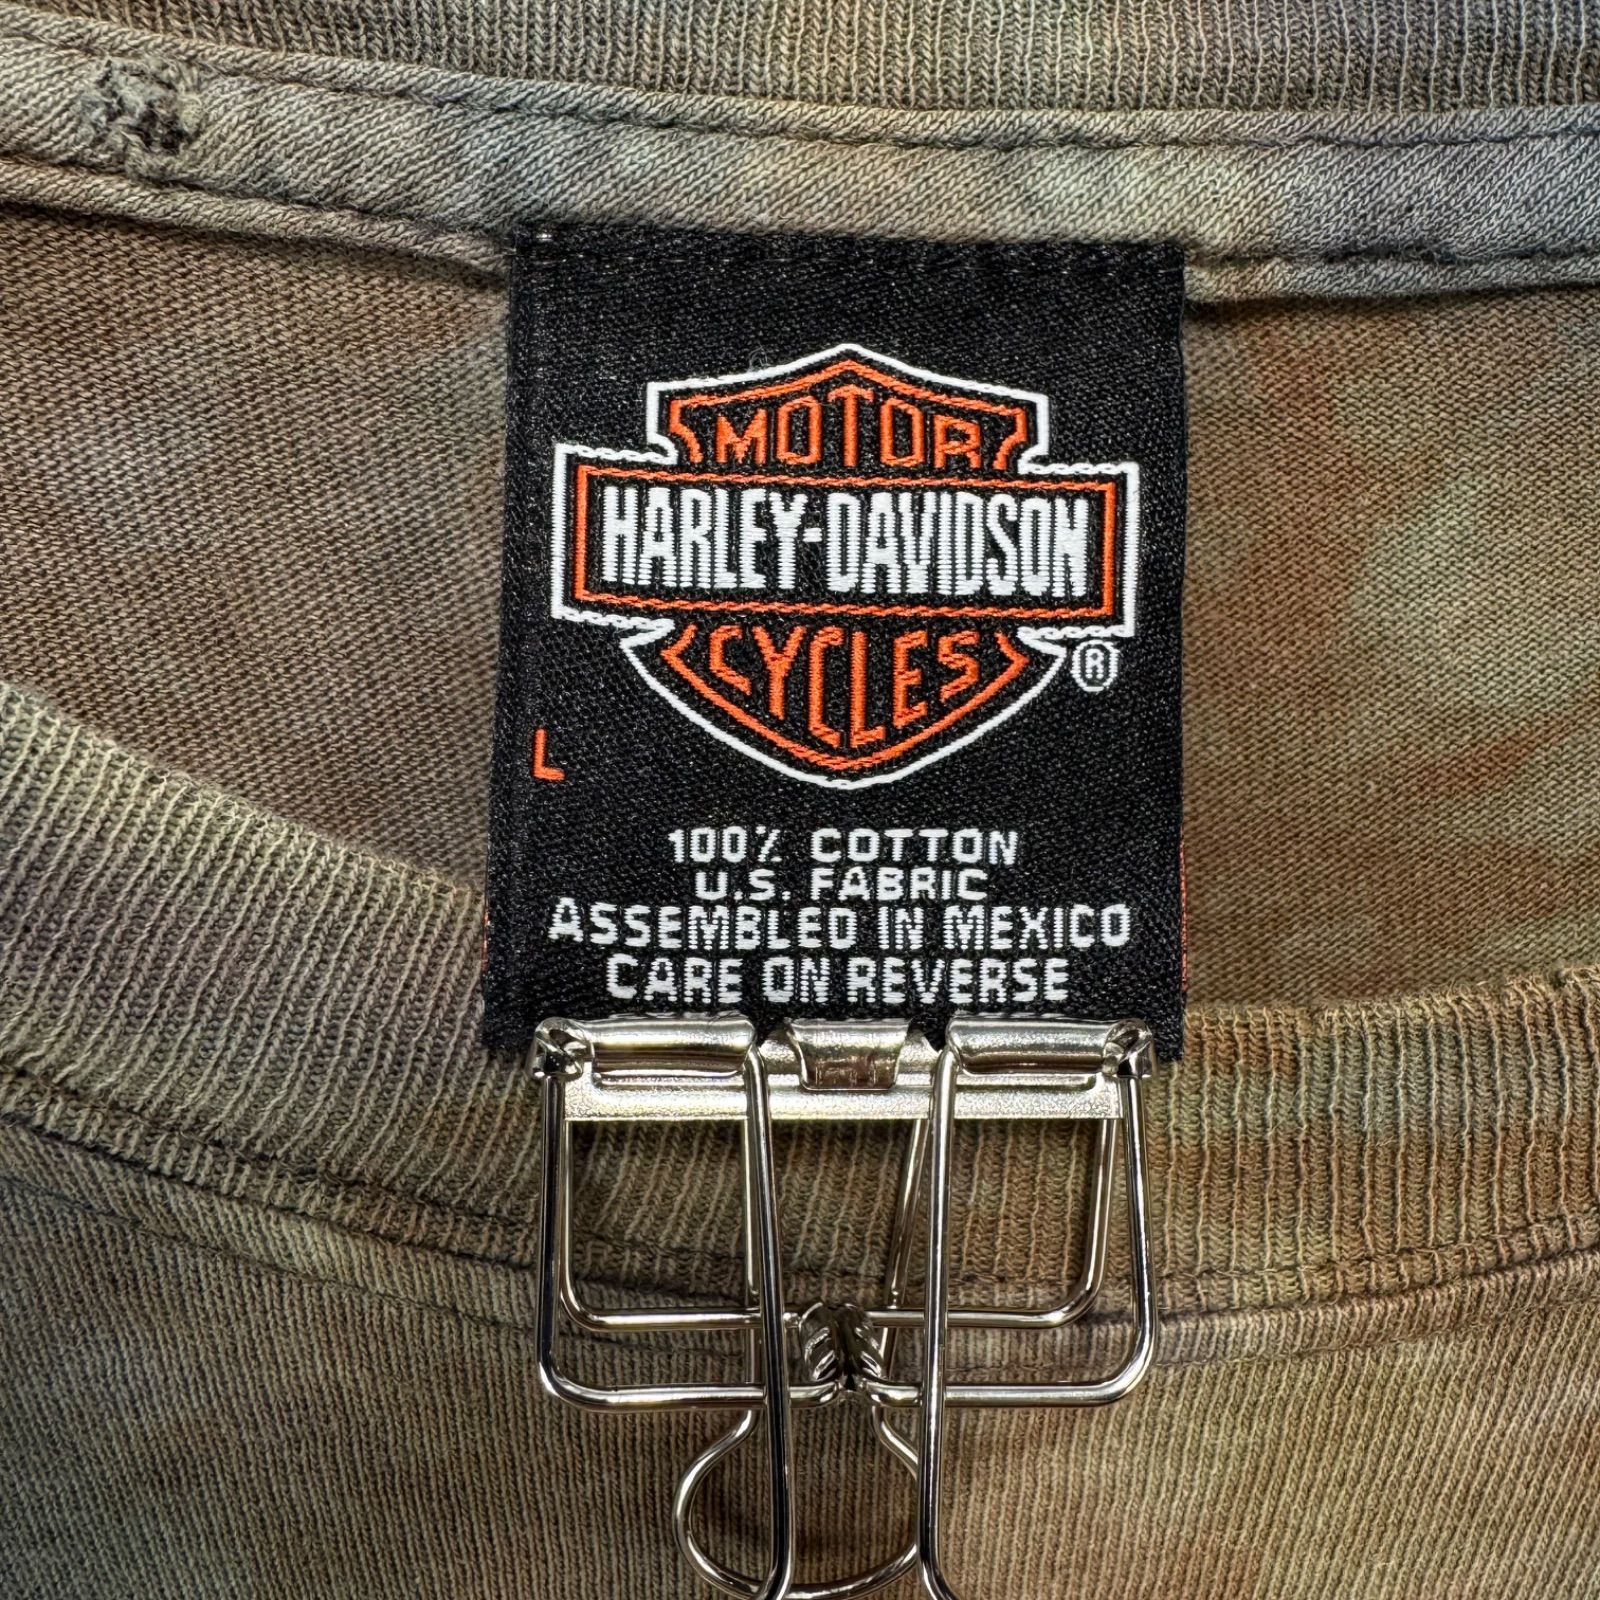 MOTOR
HARLEY-DAVIDSON
CYCLES
®
L
100% COTTON
U.S. FABRIC
ASSEMBLED IN MEXICO
CARE ON REVERSE